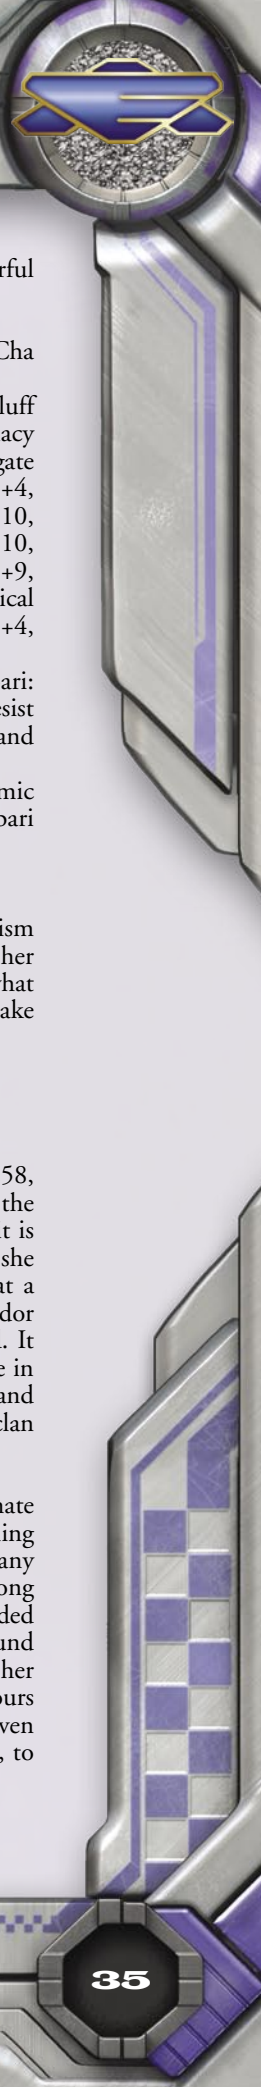 rful
Cha
luff
acy
gate
+4,
10,
10,
+9,
ical
+4,
ari:
esist
and
mic
bari
ism
her
what
ake
58,
the
t is
she
at a
dor
. It
e in
and
clan
nate
ing
any
ong
ded
und
her
ours
ven
, to
35